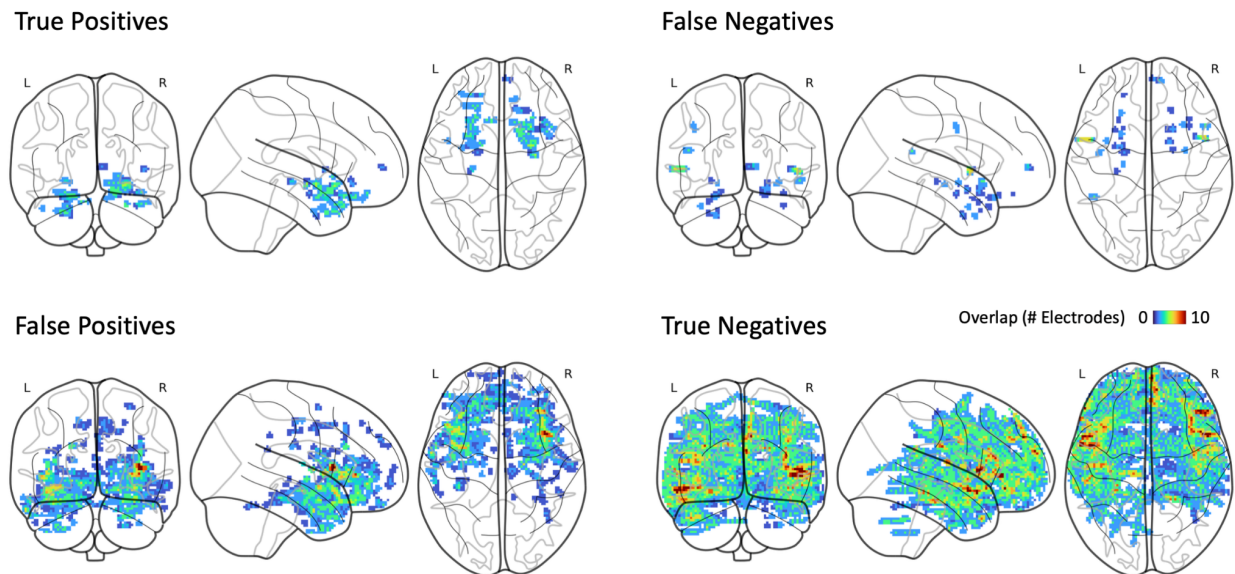 True Positives
False Negatives
L R
L R
L R
L R
False Positives
True Negatives
Overlap (# Electrodes) 0 10
L R
L R
L R
L R